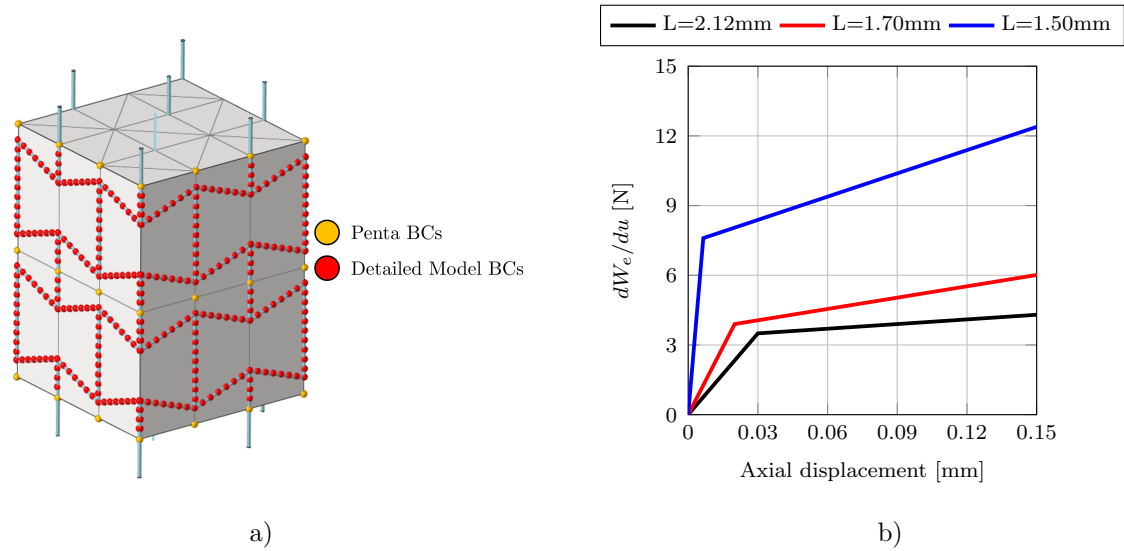 Penta BCs
Detailed Model BCs
a)
L=2.12mm L=1.70mm L=1.50mm
15
12
9
6
3
0
dW_e/du [N]
0 0.03 0.06 0.09 0.12 0.15
Axial displacement [mm]
b)